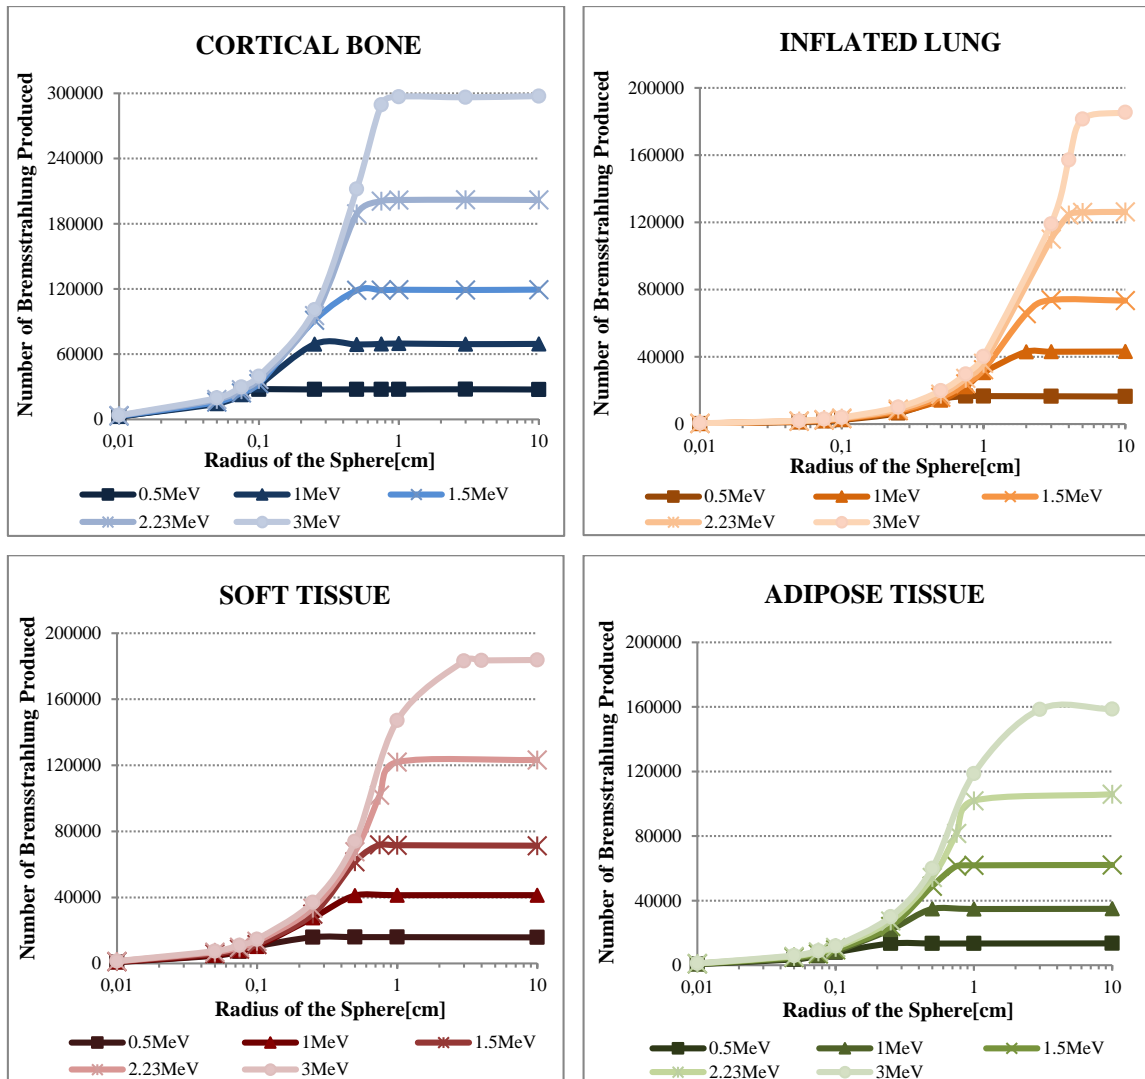 CORTICAL BONE
Number of Bremsstrahlung Produced
300000
240000
180000
120000
60000
0
0,01 0,1 1 10
Radius of the Sphere[cm]
0.5MeV 1MeV 1.5MeV
2.23MeV 3MeV
INFLATED LUNG
Number of Bremsstrahlung Produced
200000
160000
120000
80000
40000
0
0,01 0,1 1 10
Radius of the Sphere[cm]
0.5MeV 1MeV 1.5MeV
2.23MeV 3MeV
SOFT TISSUE
Number of Bremsstrahlung Produced
200000
160000
120000
80000
40000
0
0,01 0,1 1 10
Radius of the Sphere[cm]
0.5MeV 1MeV 1.5MeV
2.23MeV 3MeV
ADIPOSE TISSUE
Number of Bremsstrahlung Produced
200000
160000
120000
80000
40000
0
0,01 0,1 1 10
Radius of the Sphere[cm]
0.5MeV 1MeV 1.5MeV
2.23MeV 3MeV